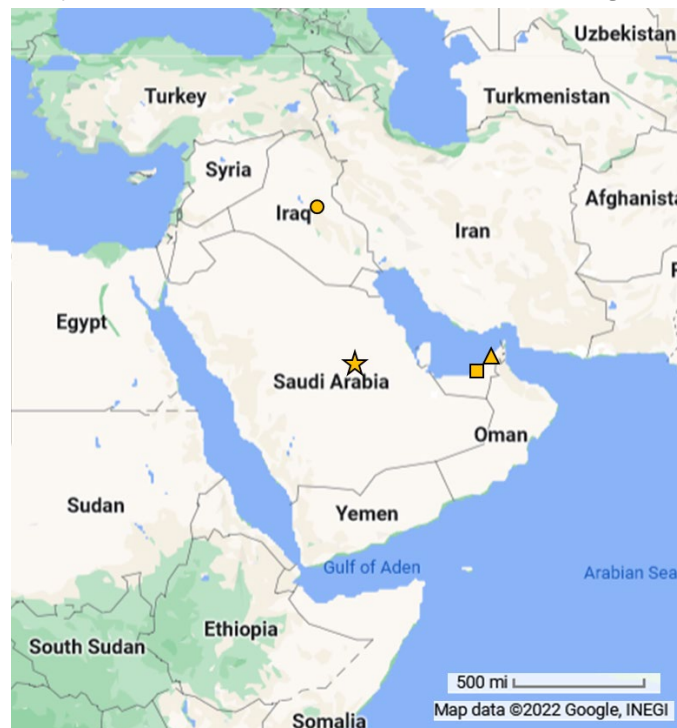 Uzbekistan
Turkey
Turkmenistan
Syria
Afghanista
Iraq
Iran
Egypt
Saudi Arabia
Oman
Sudan
Yemen
Gulf of Aden
Arabian Sea
Ethiopia
South Sudan
500 mi
Map data ©2022 Google, INEGI
Somalia